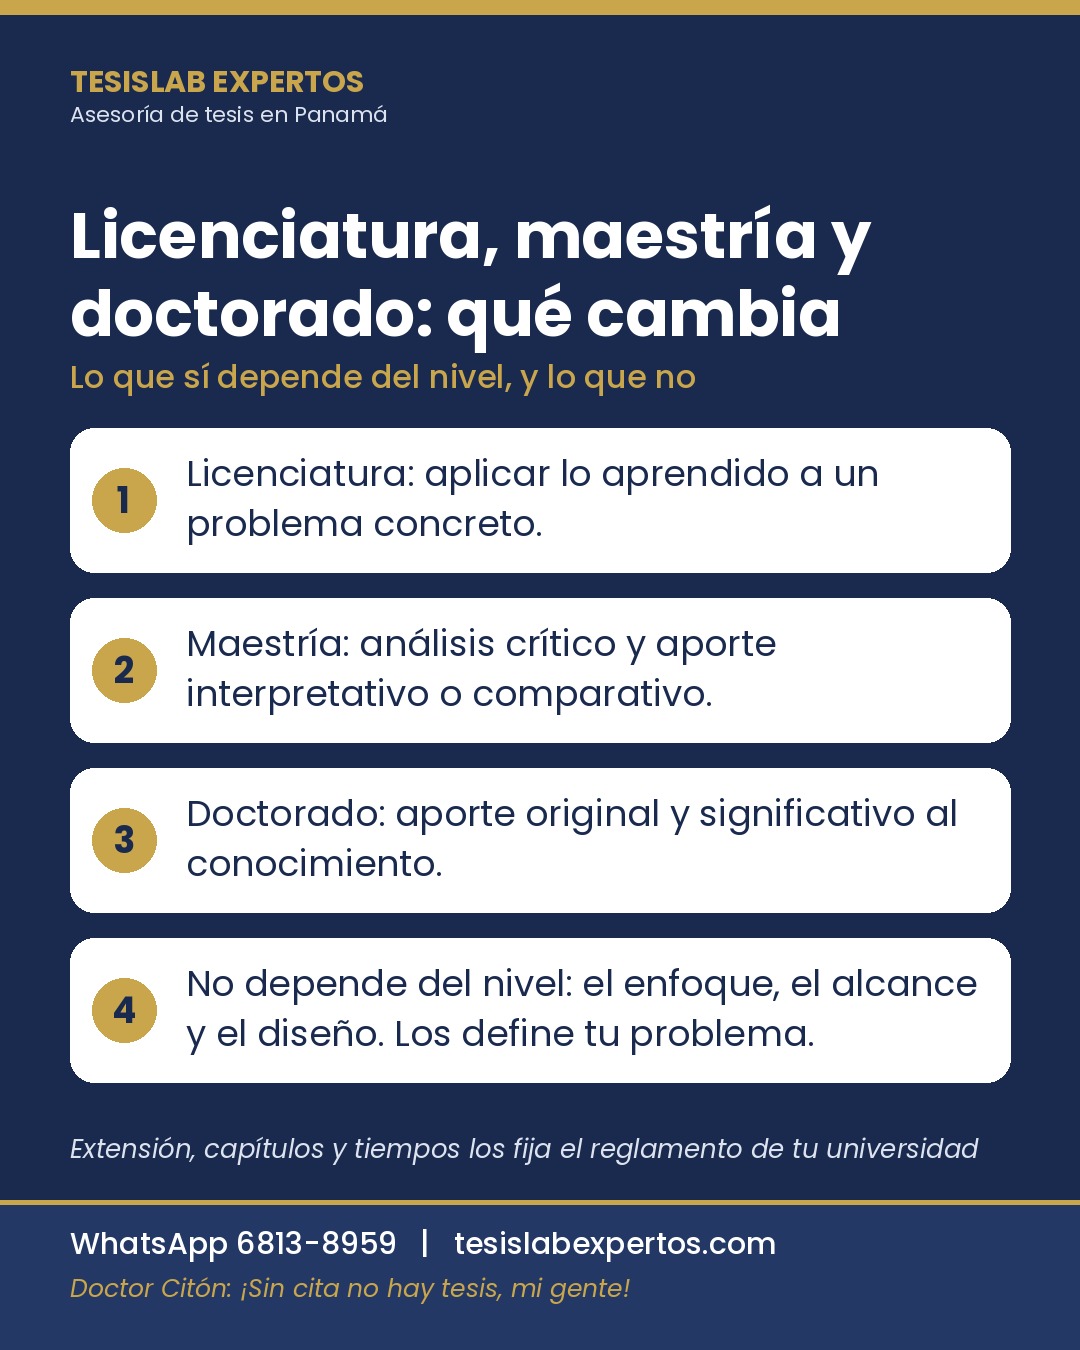 TESISLAB EXPERTOS
Asesoría de tesis en Panamá
Licenciatura, maestría y
doctorado: qué cambia
Lo que sí depende del nivel, y lo que no
1
Licenciatura: aplicar lo aprendido a un
problema concreto.
2
Maestría: análisis crítico y aporte
interpretativo o comparativo.
3
Doctorado: aporte original y significativo al
conocimiento.
4
No depende del nivel: el enfoque, el alcance
y el diseño. Los define tu problema.
Extensión, capítulos y tiempos los fija el reglamento de tu universidad
WhatsApp 6813-8959 | tesislabexpertos.com
Doctor Citón: ¡Sin cita no hay tesis, mi gente!